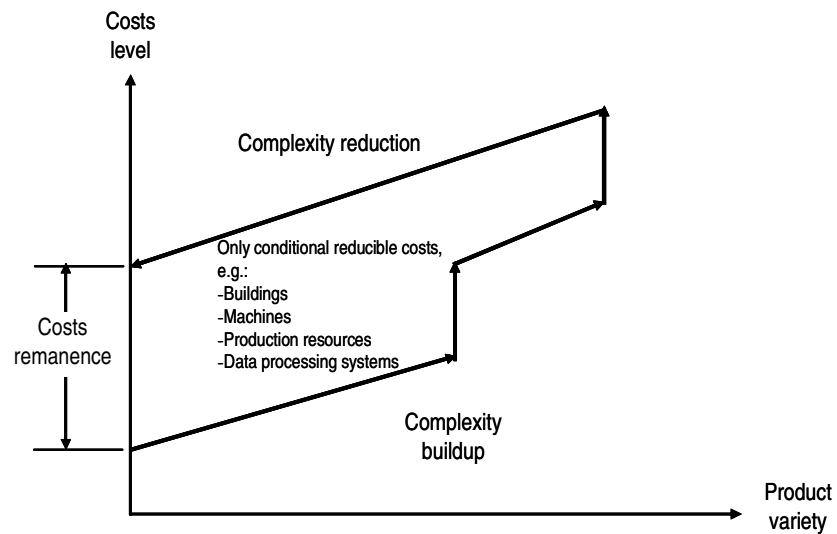 Costs
level
Complexity reduction
Only conditional reducible costs,
e.g.:
-Buildings
-Machines
-Production resources
-Data processing systems
Costs
remanence
Complexity
buildup
Product
variety